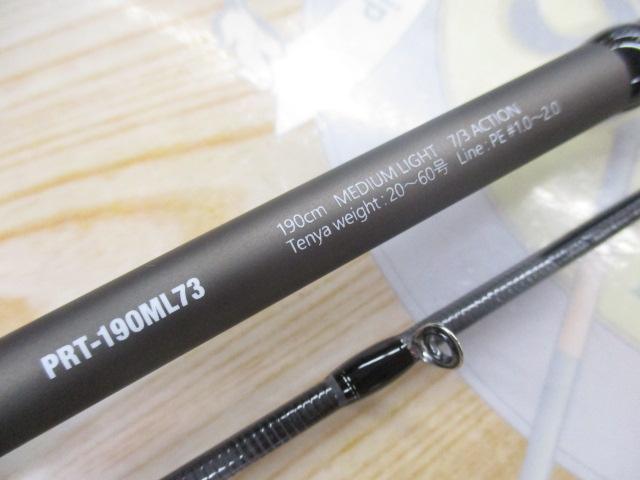 190cm MEDIUM LIGHT 7/3 ACTION
Tenya weight : 20～60号 Line : PE #1.0～2.0
PRT-190ML73